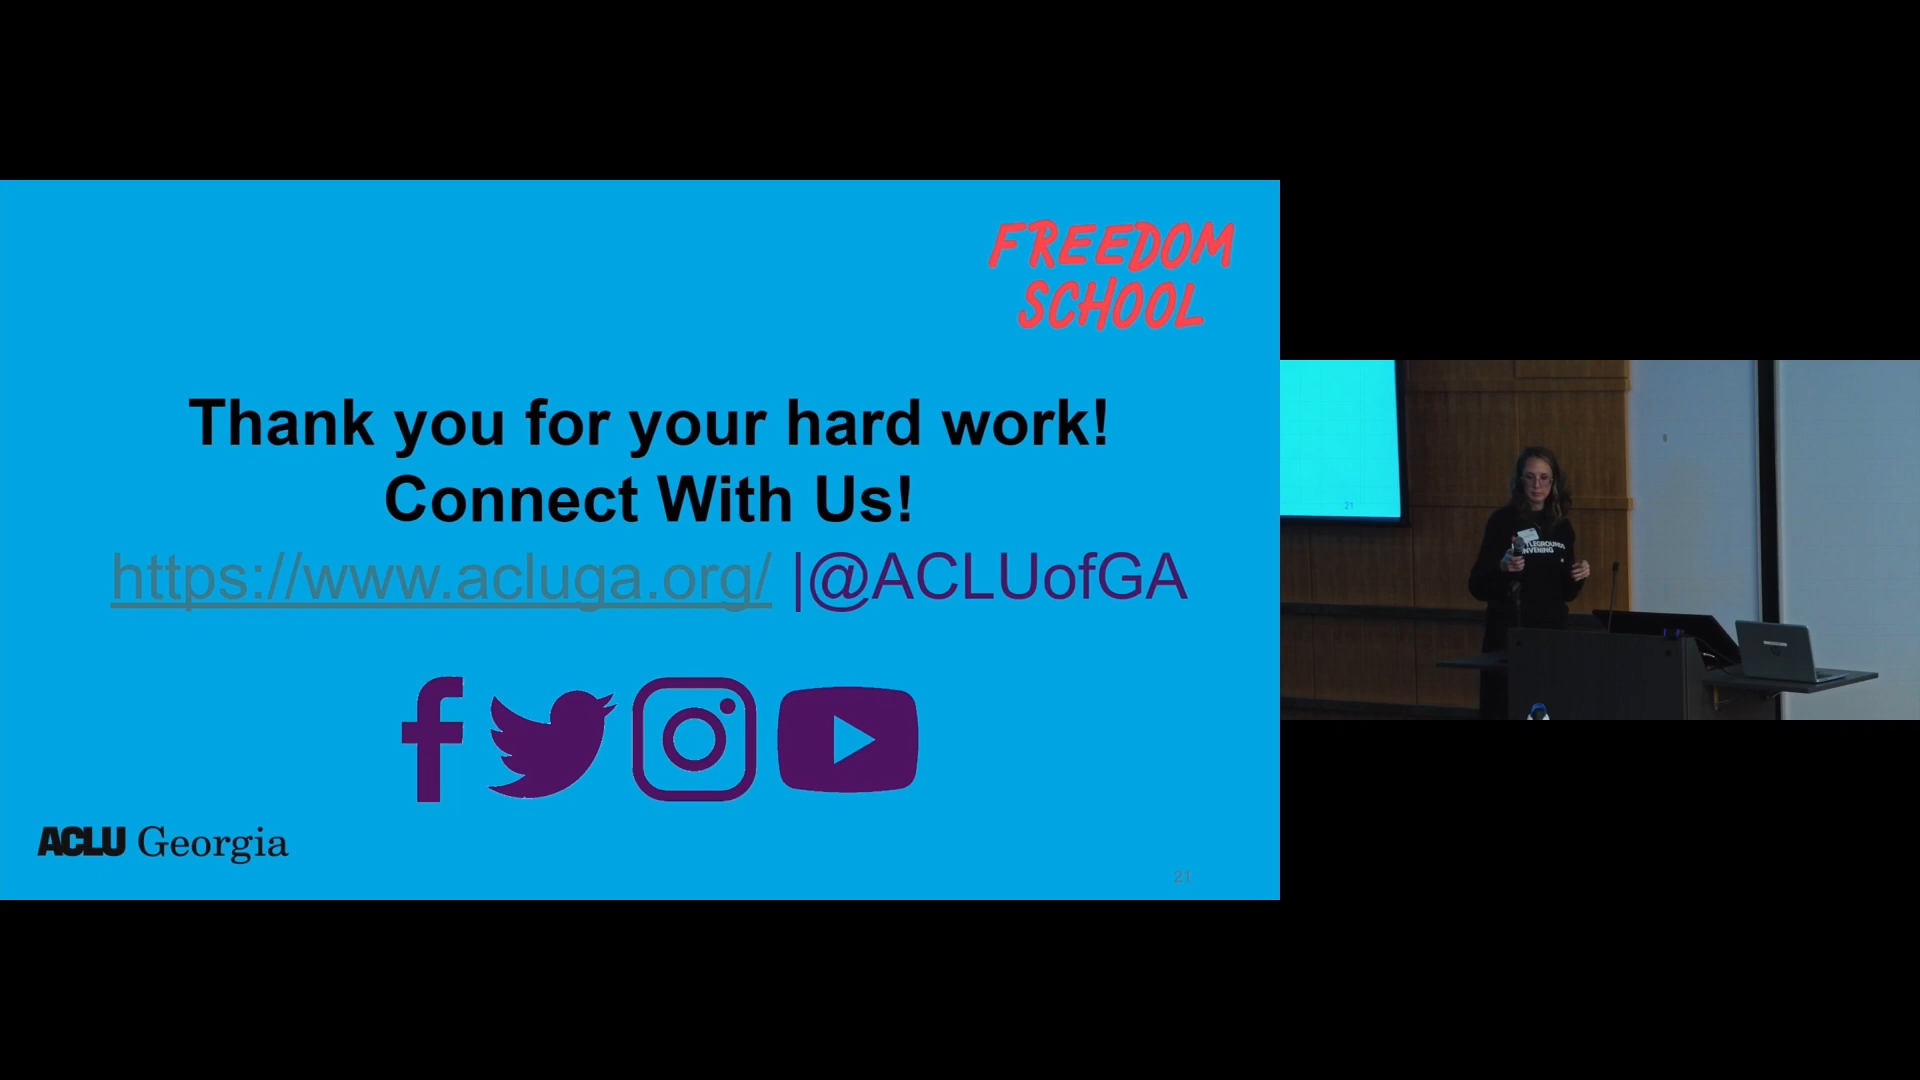 FREEDOM
SCHOOL
Thank you for your hard work!
Connect With Us!
https://www.acluga.org/ |@ACLUofGA
ACLU Georgia
21
21